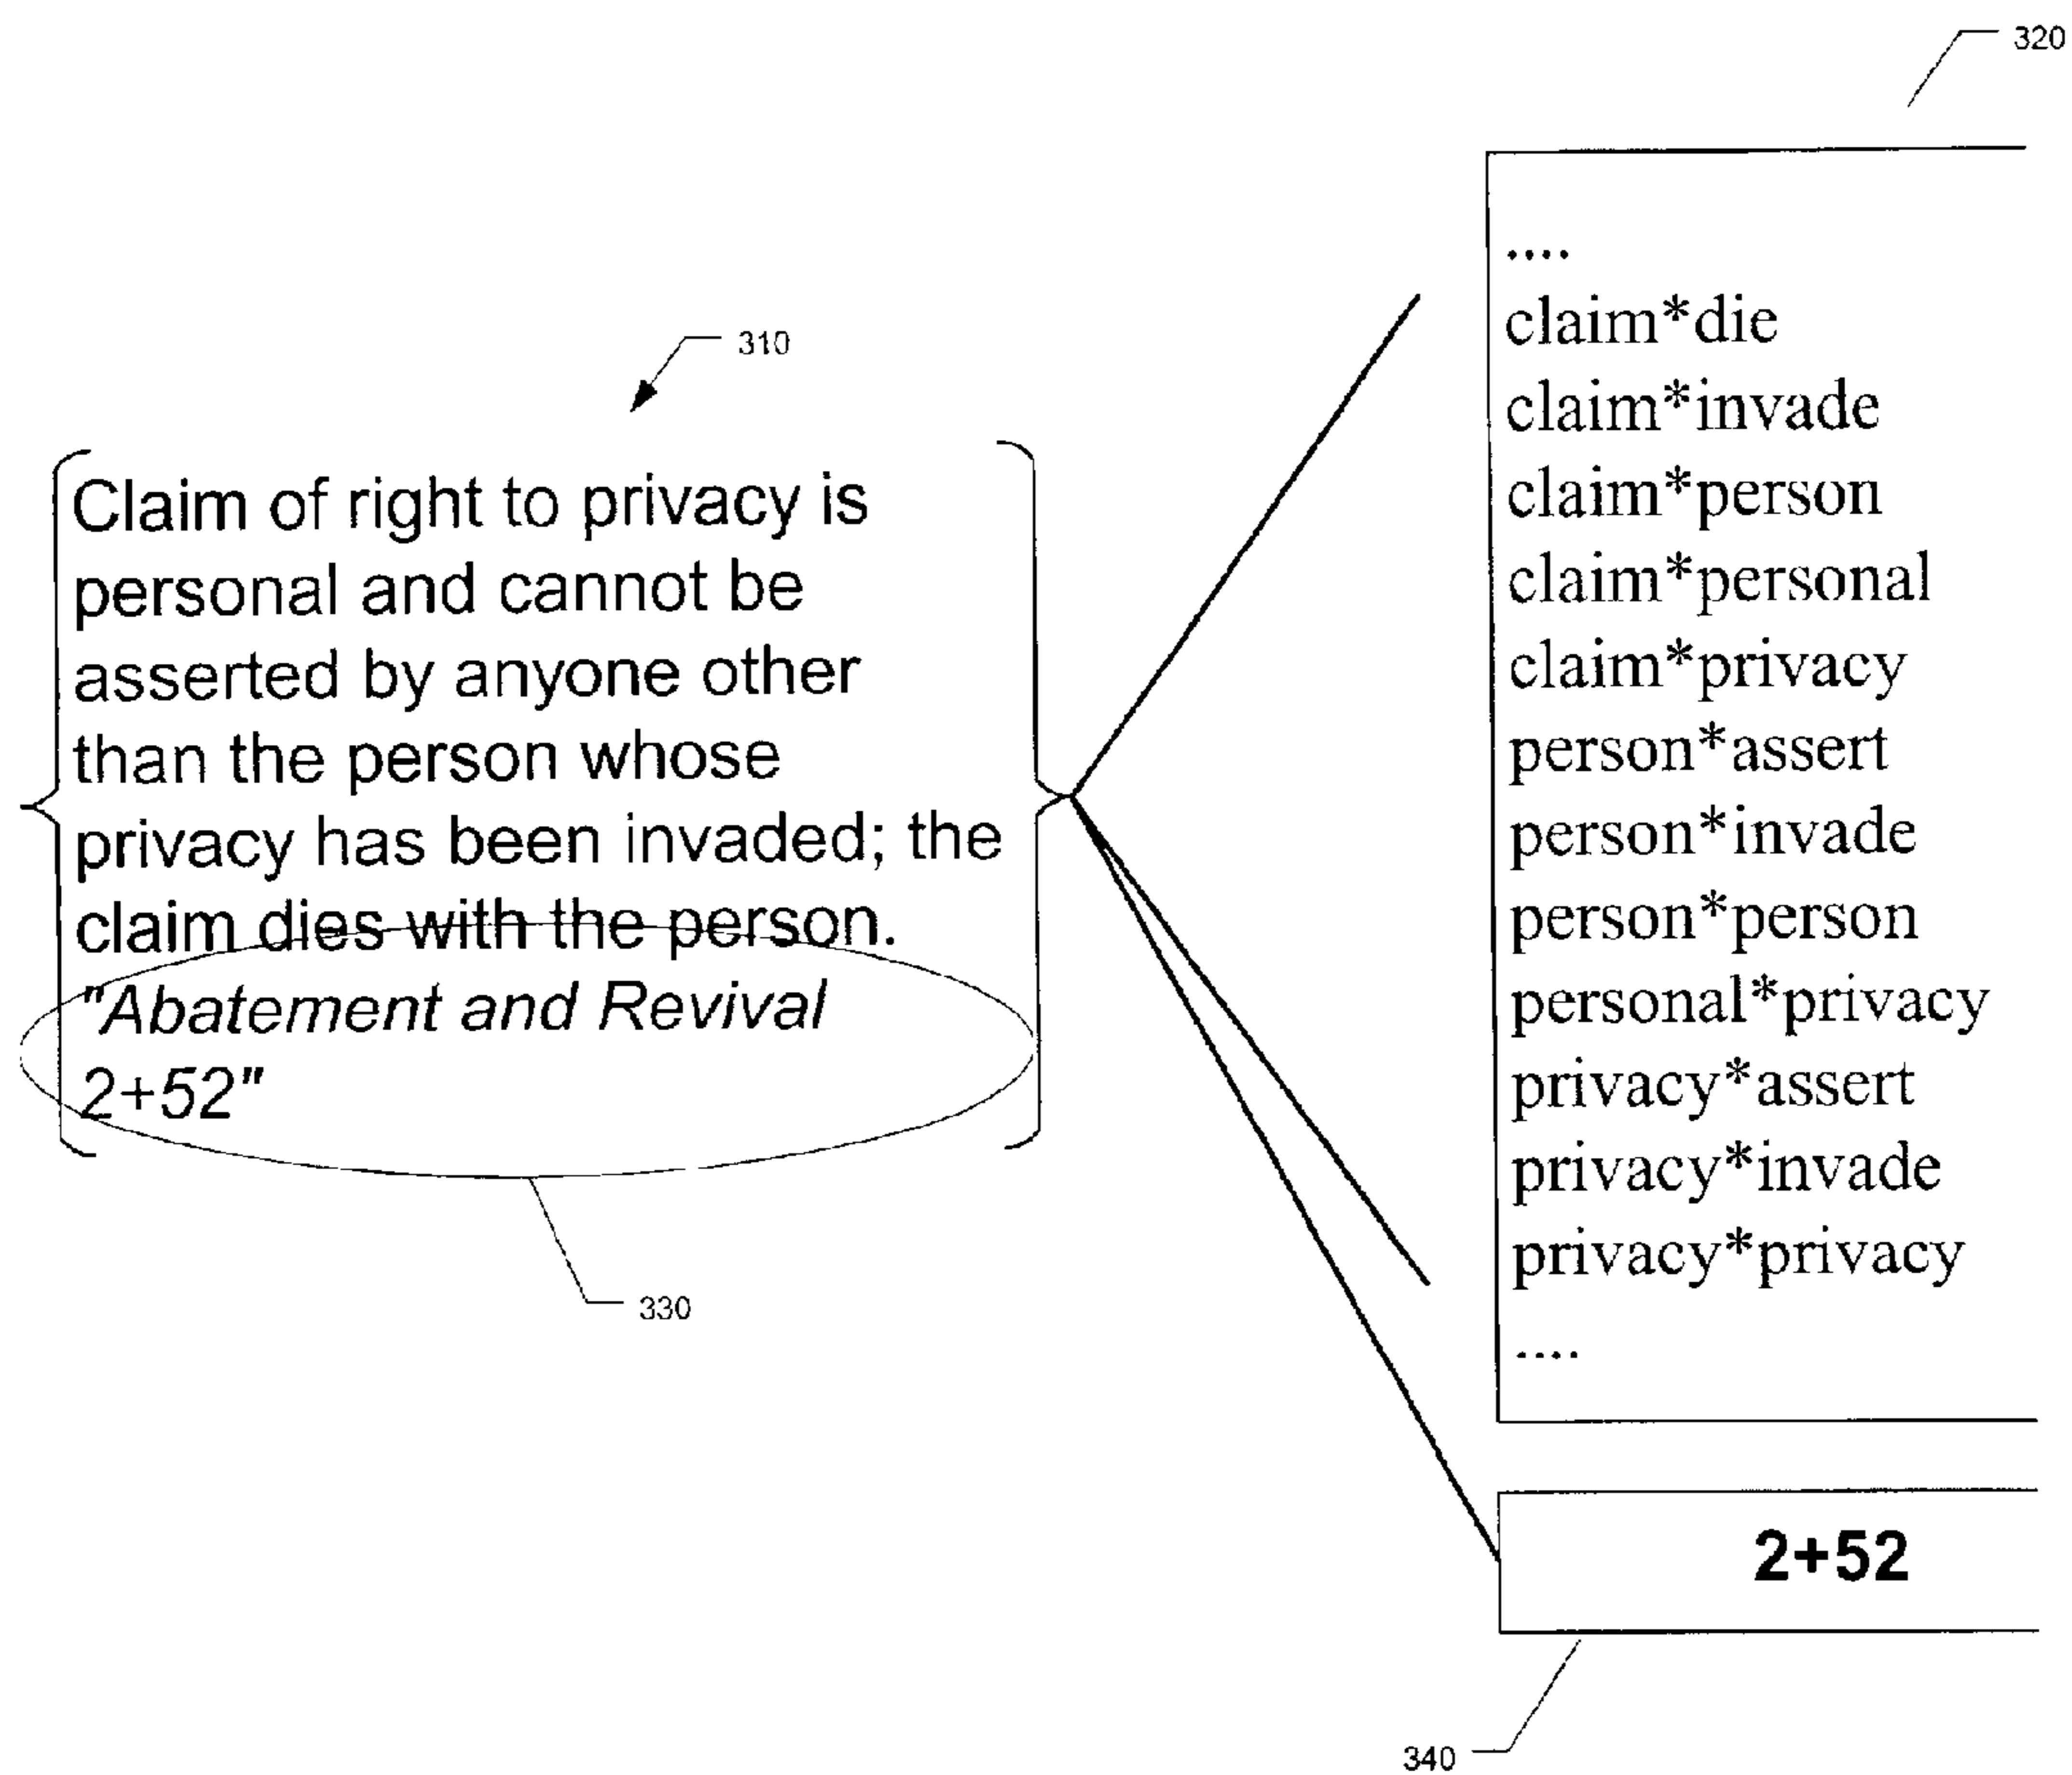 320
310
Claim of right to privacy is
personal and cannot be
asserted by anyone other
than the person whose
privacy has been invaded; the
claim dies with the person.
"Abatement and Revival
2+52"
330
....
claim*die
claim*invade
claim*person
claim*personal
claim*privacy
person*assert
person*invade
person*person
personal*privacy
privacy*assert
privacy*invade
privacy*privacy
....
2+52
340